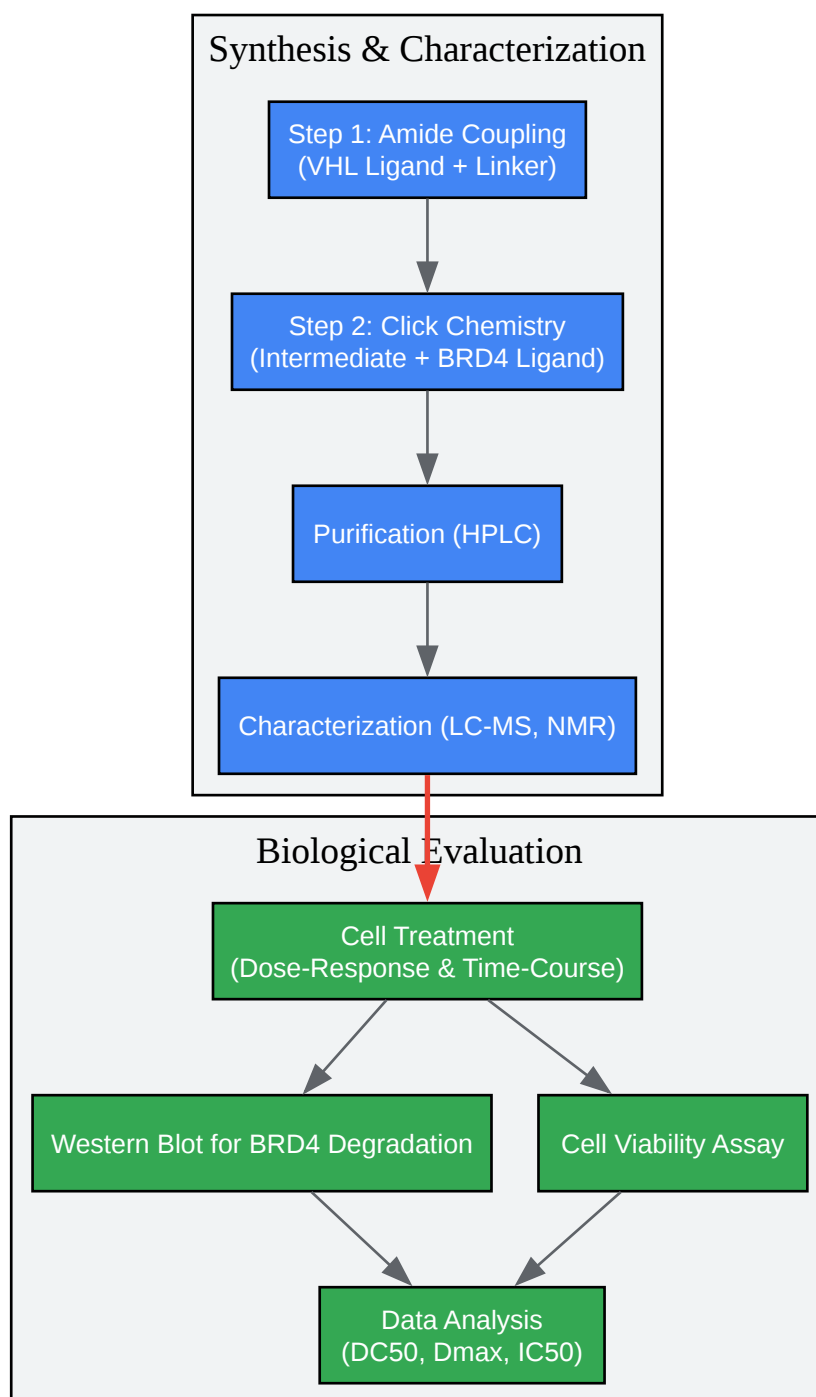 Synthesis & Characterization
Step 1: Amide Coupling
(VHL Ligand + Linker)
Step 2: Click Chemistry
(Intermediate + BRD4 Ligand)
Purification (HPLC)
Characterization (LC-MS, NMR)
Biological Evaluation
Cell Treatment
(Dose-Response & Time-Course)
Western Blot for BRD4 Degradation
Cell Viability Assay
Data Analysis
(DC50, Dmax, IC50)